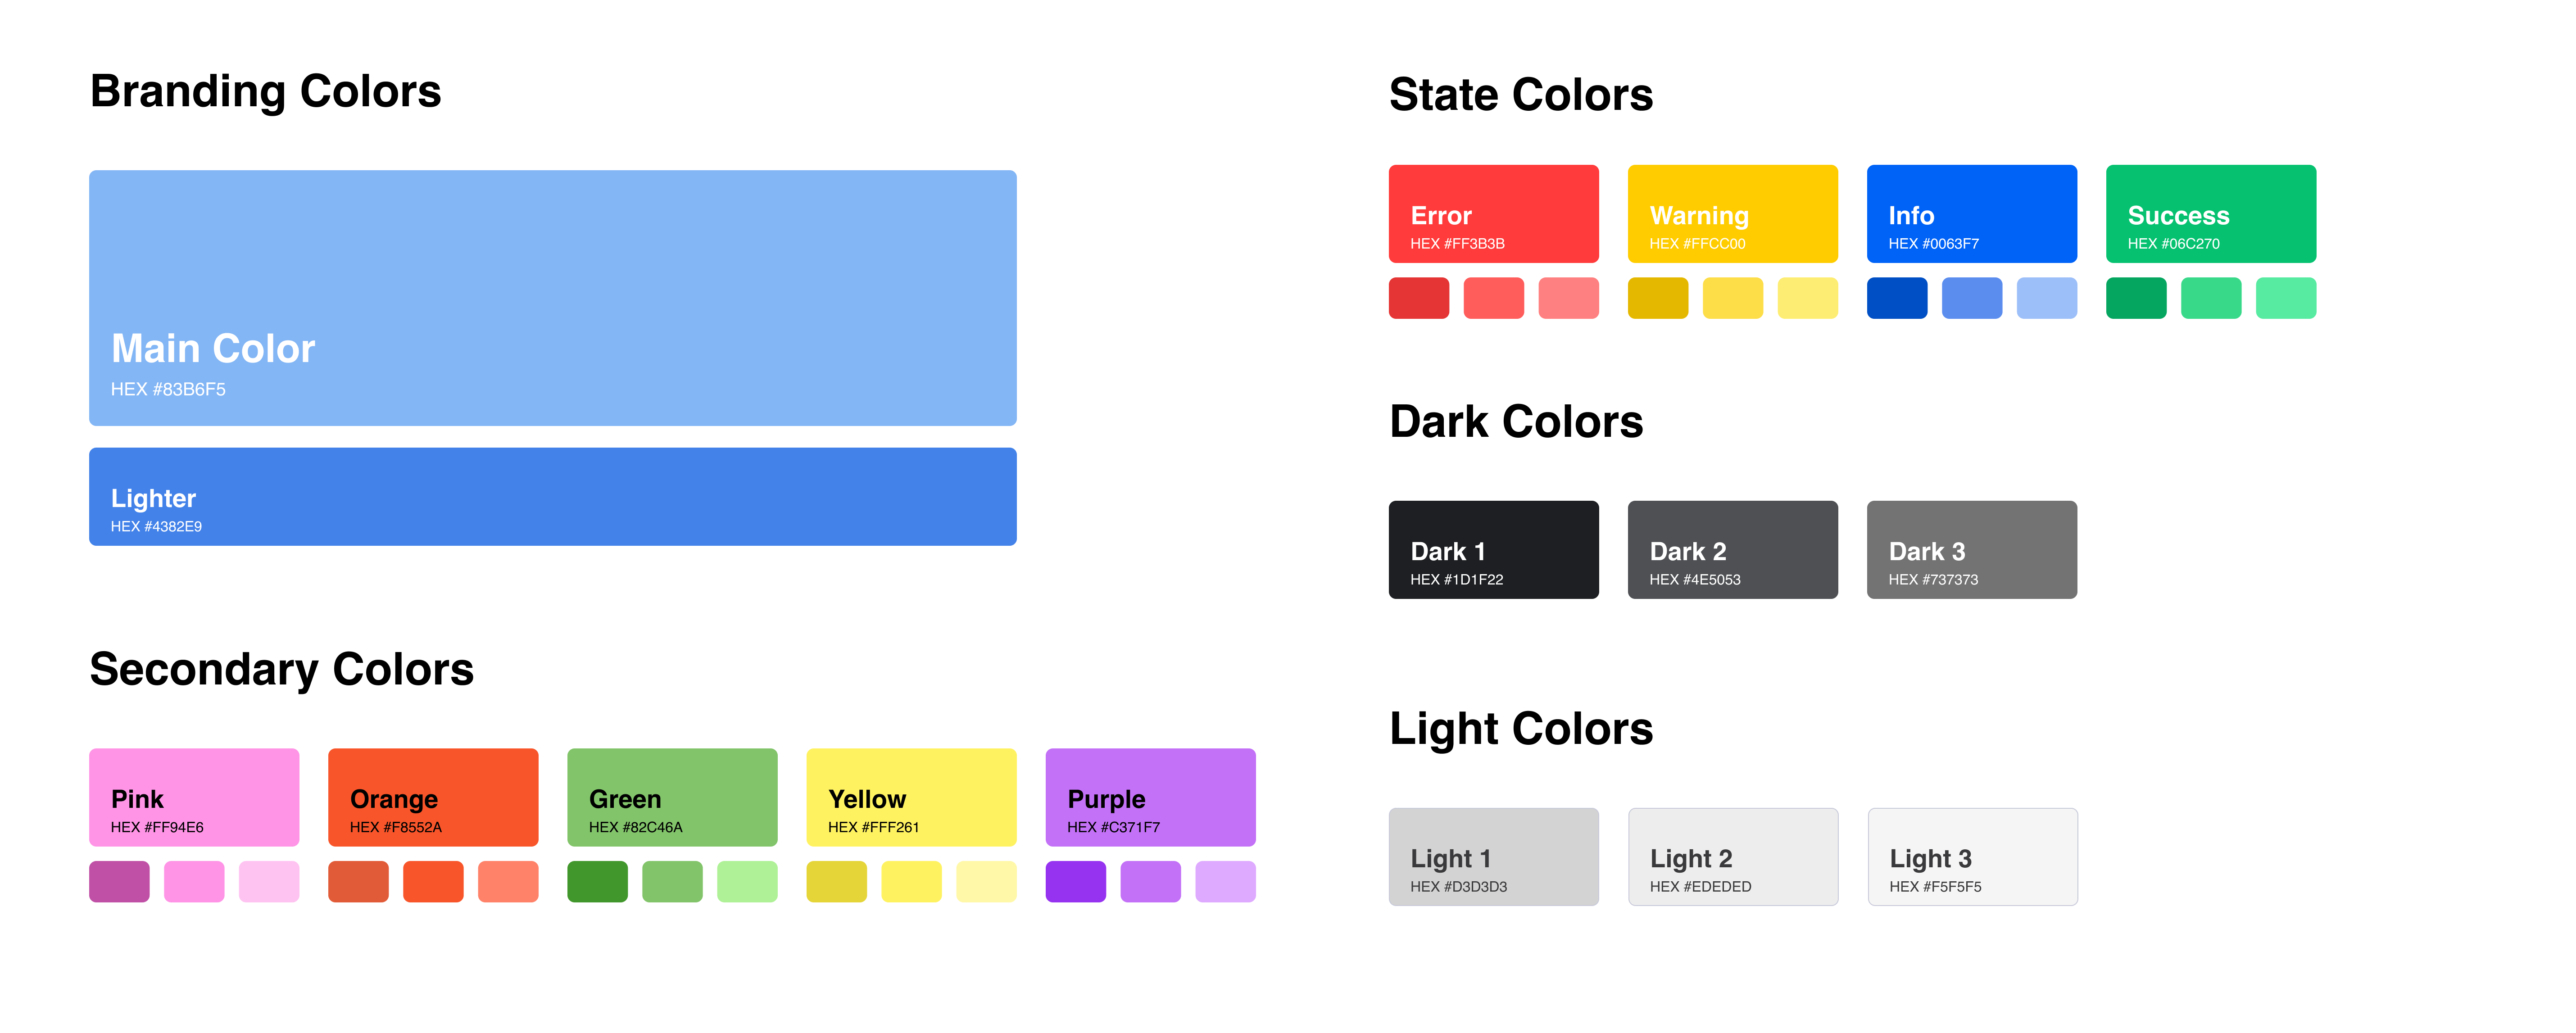 Branding Colors
Main Color
HEX #83B6F5
Lighter
HEX #4382E9
Secondary Colors
Pink
HEX #FF94E6
Orange
HEX #F8552A
Green
HEX #82C46A
Yellow
HEX #FFF261
Purple
HEX #C371F7
State Colors
Error
HEX #FF3B3B
Warning
HEX #FFCC00
Info
HEX #0063F7
Success
HEX #06C270
Dark Colors
Dark 1
HEX #1D1F22
Dark 2
HEX #4E5053
Dark 3
HEX #737373
Light Colors
Light 1
HEX #D3D3D3
Light 2
HEX #EDEDED
Light 3
HEX #F5F5F5